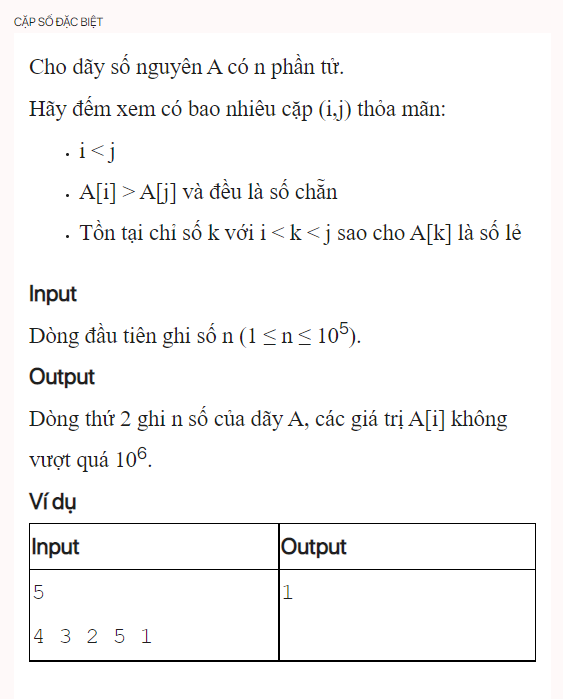 CẶP SỐ ĐẶC BIỆT
Cho dãy số nguyên A có n phần tử.
Hãy đếm xem có bao nhiêu cặp (i,j) thỏa mãn:
• i < j
• A[i] > A[j] và đều là số chẵn
• Tồn tại chỉ số k với i < k < j sao cho A[k] là số lẻ
Input
Dòng đầu tiên ghi số n (1 ≤ n ≤ 10⁵).
Output
Dòng thứ 2 ghi n số của dãy A, các giá trị A[i] không
vượt quá 10⁶.
Ví dụ
Input Output
5 1
4 3 2 5 1